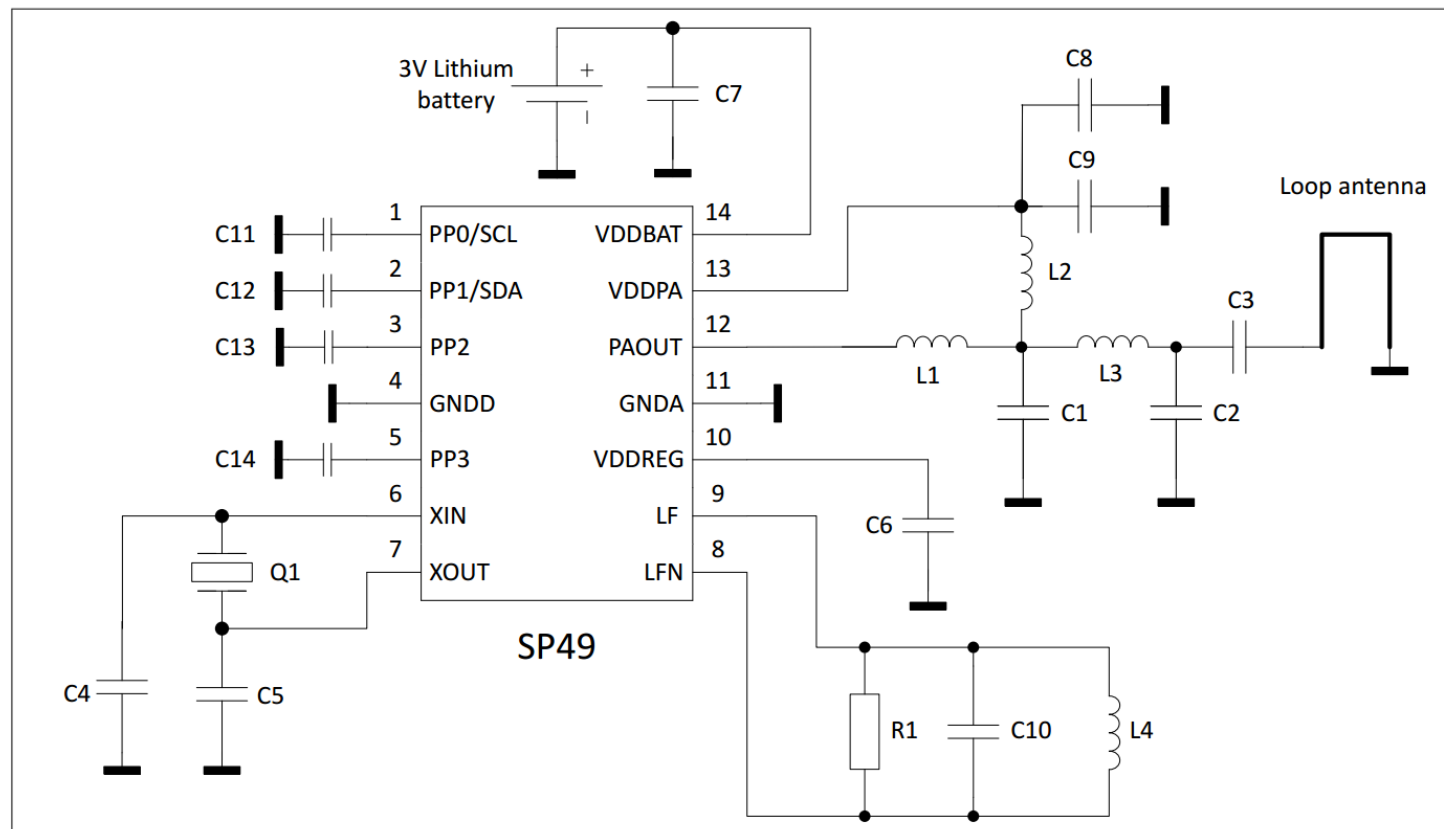 3V Lithium
battery
+
–
C7
C8
C9
Loop antenna
C11
1
PP0/SCL
VDDBAT
14
C12
2
PP1/SDA
VDDPA
13
L2
C3
C13
3
PP2
PAOUT
12
L1
L3
4
GNDD
GNDA
11
C1
C2
C14
5
PP3
VDDREG
10
6
XIN
LF
9
C6
Q1
7
XOUT
LFN
8
SP49
C4
C5
R1
C10
L4